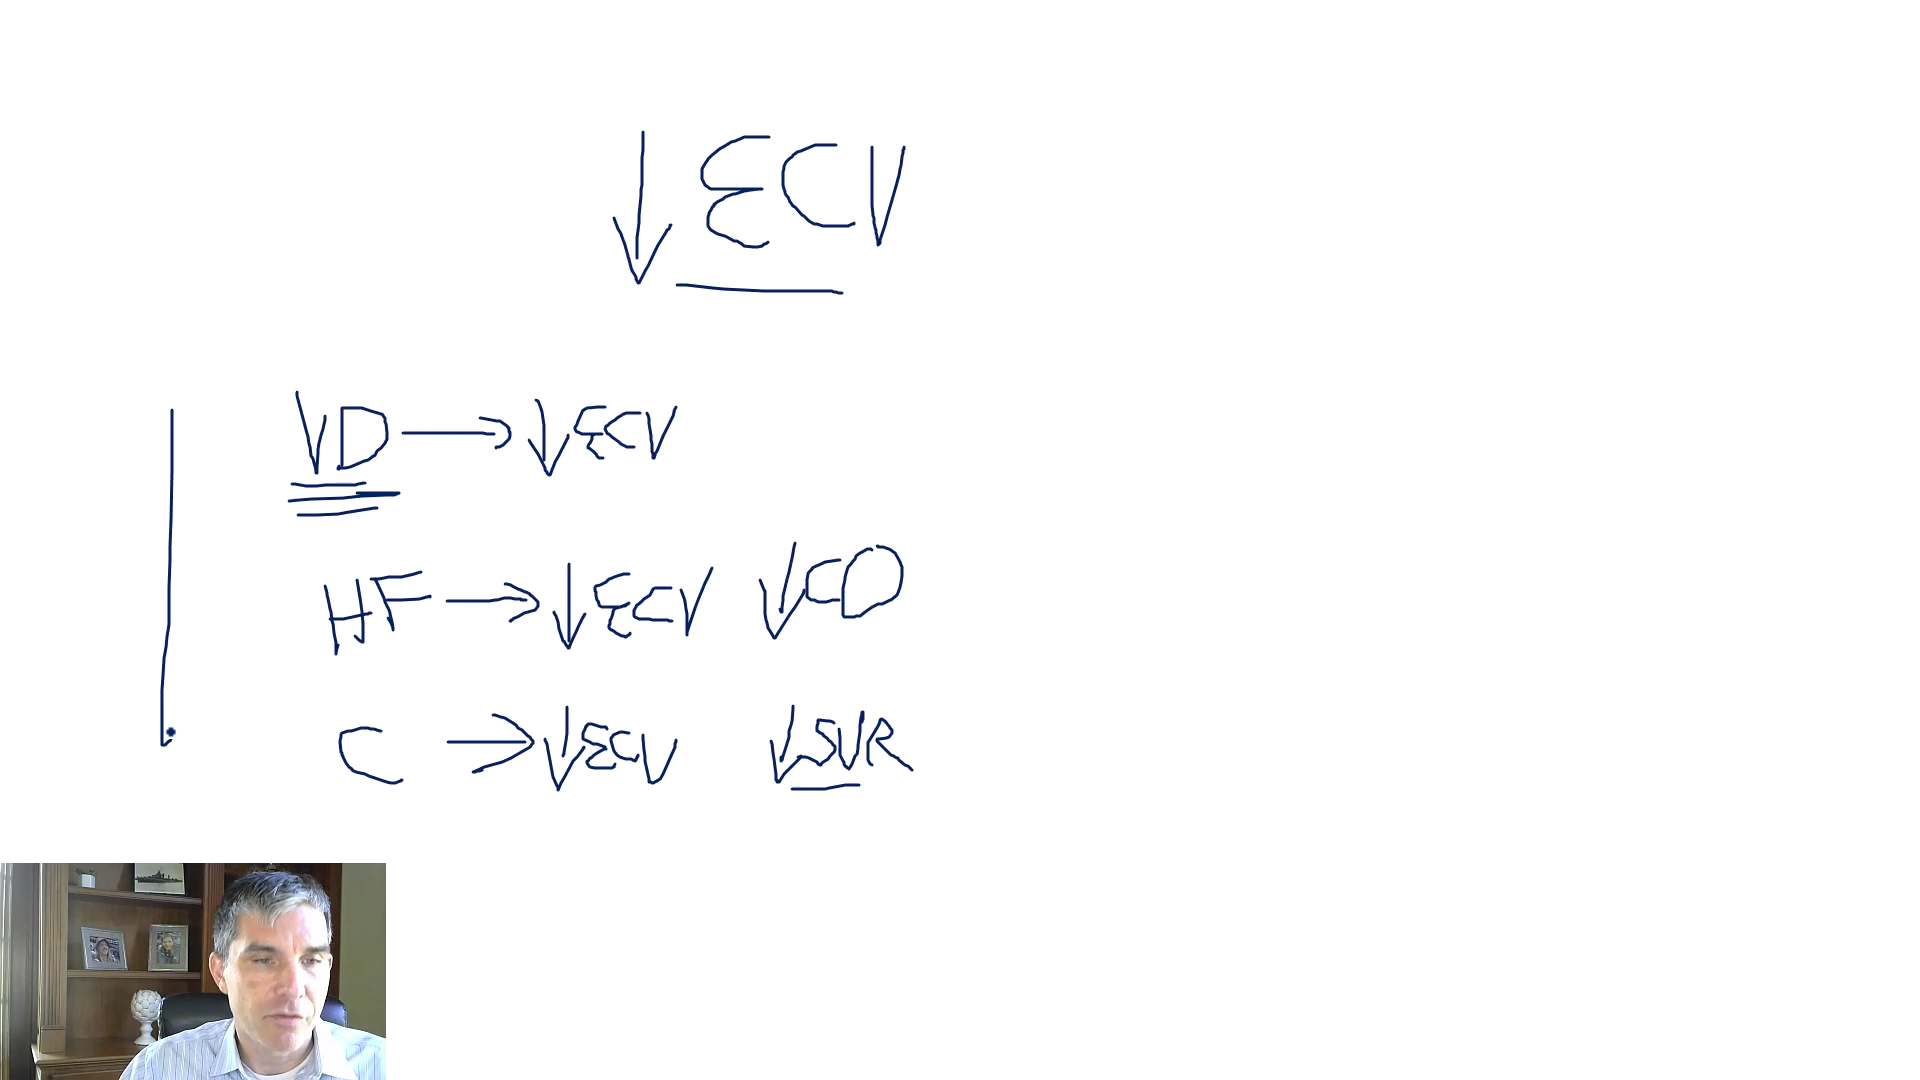 ↓ ECV
VD → ↓ ECV
HF → ↓ ECV ↓ CO
C → ↓ ECV ↓ SVR